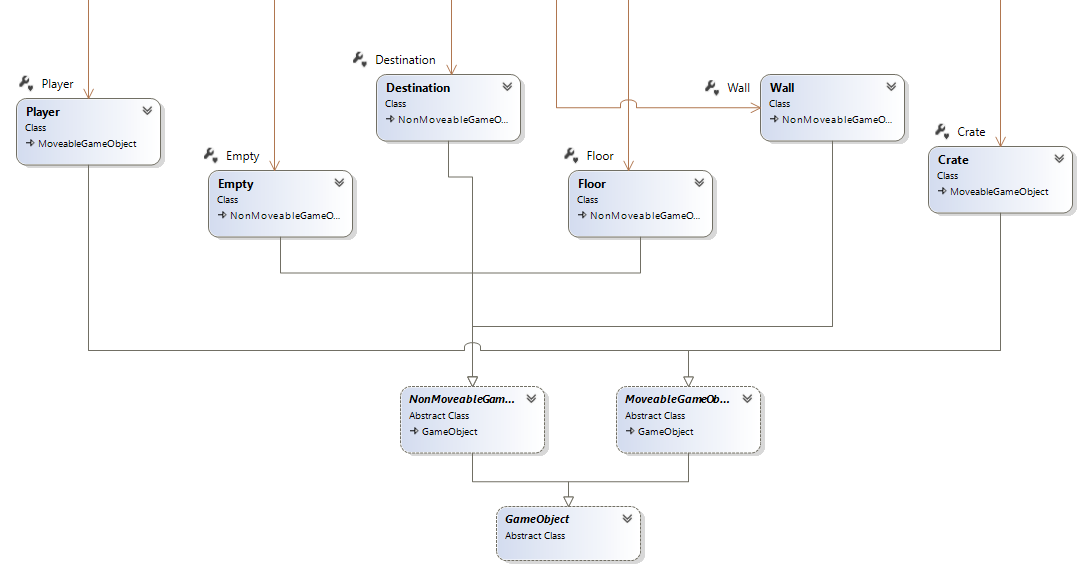 Player
Player
Class
MoveableGameObject
Empty
Empty
Class
NonMoveableGameO...
Destination
Destination
Class
NonMoveableGameO...
Floor
Floor
Class
NonMoveableGameO...
Wall
Wall
Class
NonMoveableGameO...
Crate
Crate
Class
MoveableGameObject
NonMoveableGam...
Abstract Class
GameObject
MoveableGameOb...
Abstract Class
GameObject
GameObject
Abstract Class